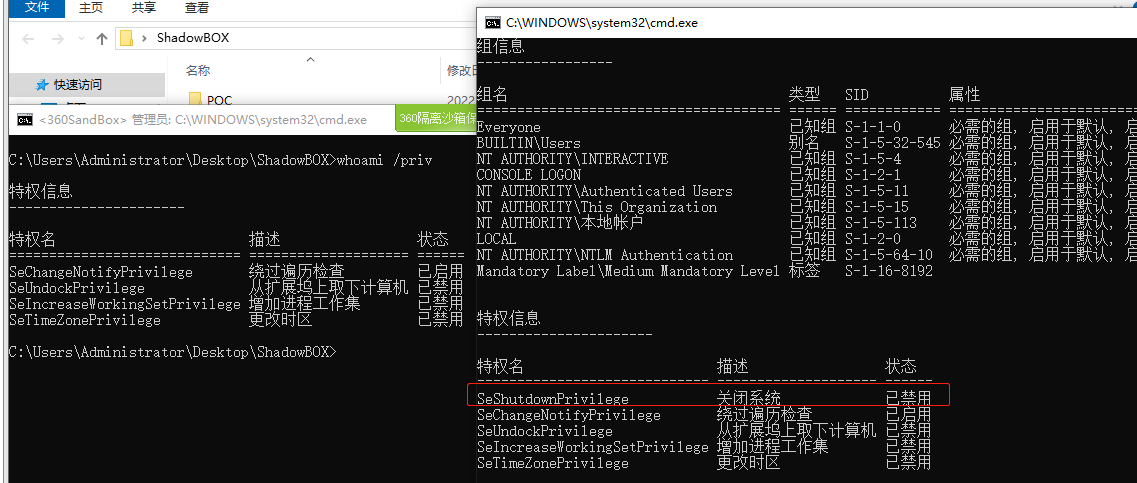 文件 主页 共享 查看
ShadowBOX
名称
修改日
快速访问
POC
2022
<360SandBox> 管理员: C:\WINDOWS\system32\cmd.exe
360隔离沙箱保
C:\Users\Administrator\Desktop\ShadowBOX>whoami /priv
特权信息
----------------------
特权名 描述 状态
============================= ==================== ======
SeChangeNotifyPrivilege 绕过遍历检查 已启用
SeUndockPrivilege 从扩展坞上取下计算机 已禁用
SeIncreaseWorkingSetPrivilege 增加进程工作集 已禁用
SeTimeZonePrivilege 更改时区 已禁用
C:\Users\Administrator\Desktop\ShadowBOX>
C:\WINDOWS\system32\cmd.exe
组信息
-----------------
组名 类型 SID 属性
====================================== ====== ============ ========================
Everyone 已知组 S-1-1-0 必需的组, 启用于默认, 启
BUILTIN\Users 别名 S-1-5-32-545 必需的组, 启用于默认, 启
NT AUTHORITY\INTERACTIVE 已知组 S-1-5-4 必需的组, 启用于默认, 启
CONSOLE LOGON 已知组 S-1-2-1 必需的组, 启用于默认, 启
NT AUTHORITY\Authenticated Users 已知组 S-1-5-11 必需的组, 启用于默认, 启
NT AUTHORITY\This Organization 已知组 S-1-5-15 必需的组, 启用于默认, 启
NT AUTHORITY\本地帐户 已知组 S-1-5-113 必需的组, 启用于默认, 启
LOCAL 已知组 S-1-2-0 必需的组, 启用于默认, 启
NT AUTHORITY\NTLM Authentication 已知组 S-1-5-64-10 必需的组, 启用于默认, 启
Mandatory Label\Medium Mandatory Level 标签 S-1-16-8192
特权信息
----------------------
特权名 描述 状态
============================= ==================== ======
SeShutdownPrivilege 关闭系统 已禁用
SeChangeNotifyPrivilege 绕过遍历检查 已启用
SeUndockPrivilege 从扩展坞上取下计算机 已禁用
SeIncreaseWorkingSetPrivilege 增加进程工作集 已禁用
SeTimeZonePrivilege 更改时区 已禁用